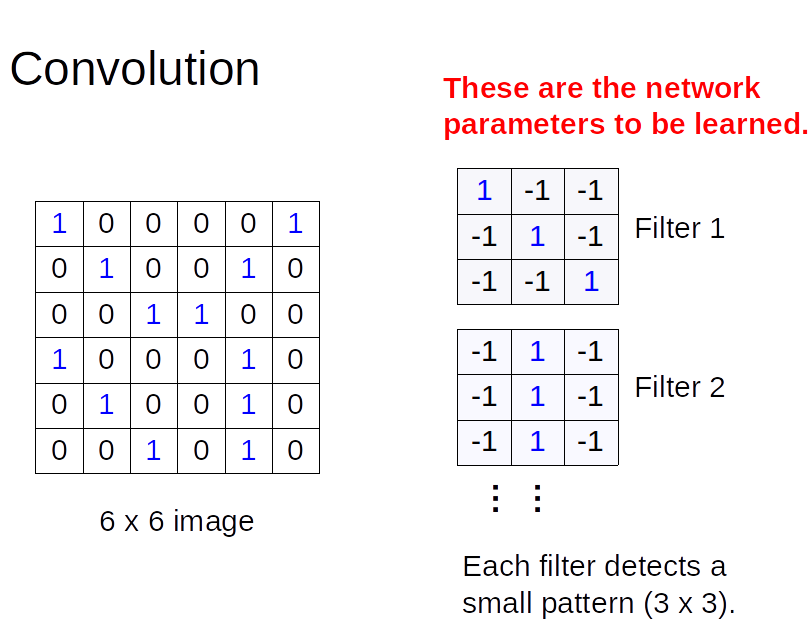 Convolution
These are the network
parameters to be learned.
1 0 0 0 0 1
0 1 0 0 1 0
0 0 1 1 0 0
1 0 0 0 1 0
0 1 0 0 1 0
0 0 1 0 1 0
6 x 6 image
1 -1 -1
-1 1 -1
-1 -1 1
Filter 1
-1 1 -1
-1 1 -1
-1 1 -1
Filter 2
⋮ ⋮
Each filter detects a
small pattern (3 x 3).